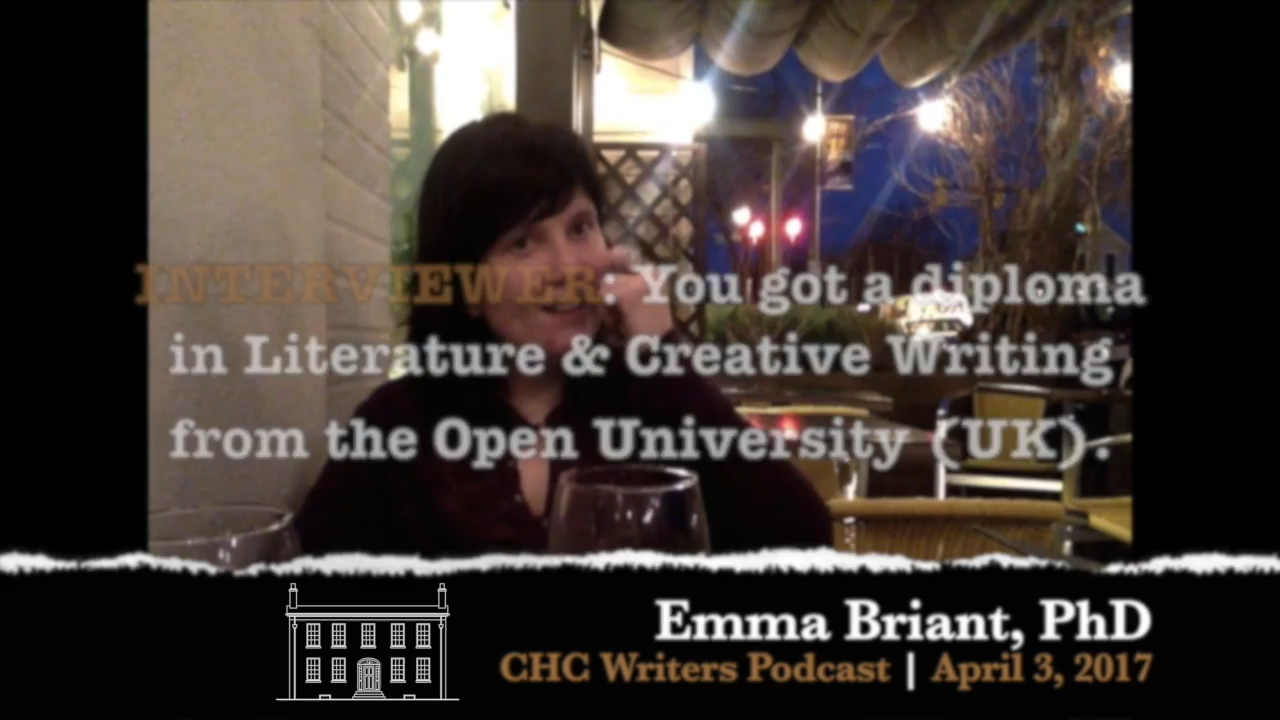 INTERVIEWER: You got a diploma
in Literature & Creative Writing
from the Open University (UK).
Emma Briant, PhD
CHC Writers Podcast | April 3, 2017